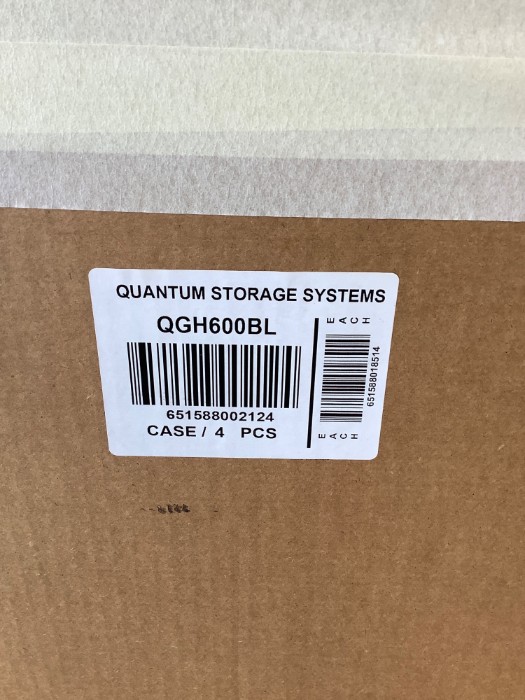 QUANTUM STORAGE SYSTEMS
QGH600BL
651588002124
CASE / 4 PCS
EACH
651588018514
EACH